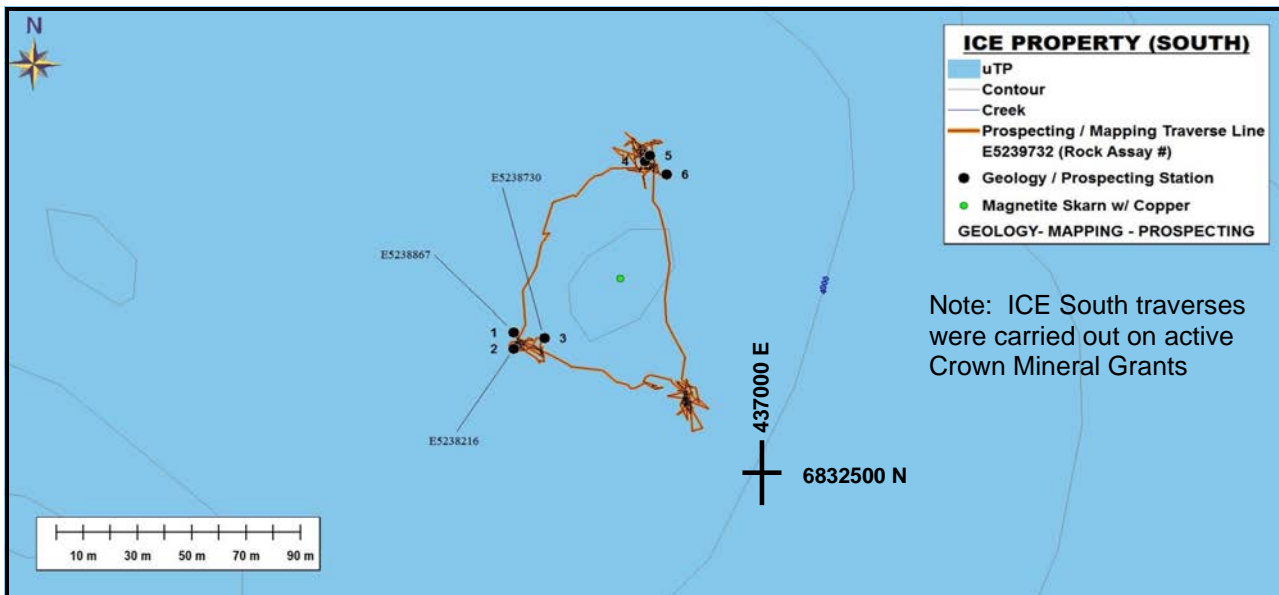 N
ICE PROPERTY (SOUTH)
uTP
Contour
Creek
Prospecting / Mapping Traverse Line
E5239732 (Rock Assay #)
Geology / Prospecting Station
Magnetite Skarn w/ Copper
GEOLOGY- MAPPING - PROSPECTING
5
4
6
E5238730
E5238867
4000
Note: ICE South traverses
were carried out on active
Crown Mineral Grants
1
3
2
437000 E
E5238216
6832500 N
10 m 30 m 50 m 70 m 90 m